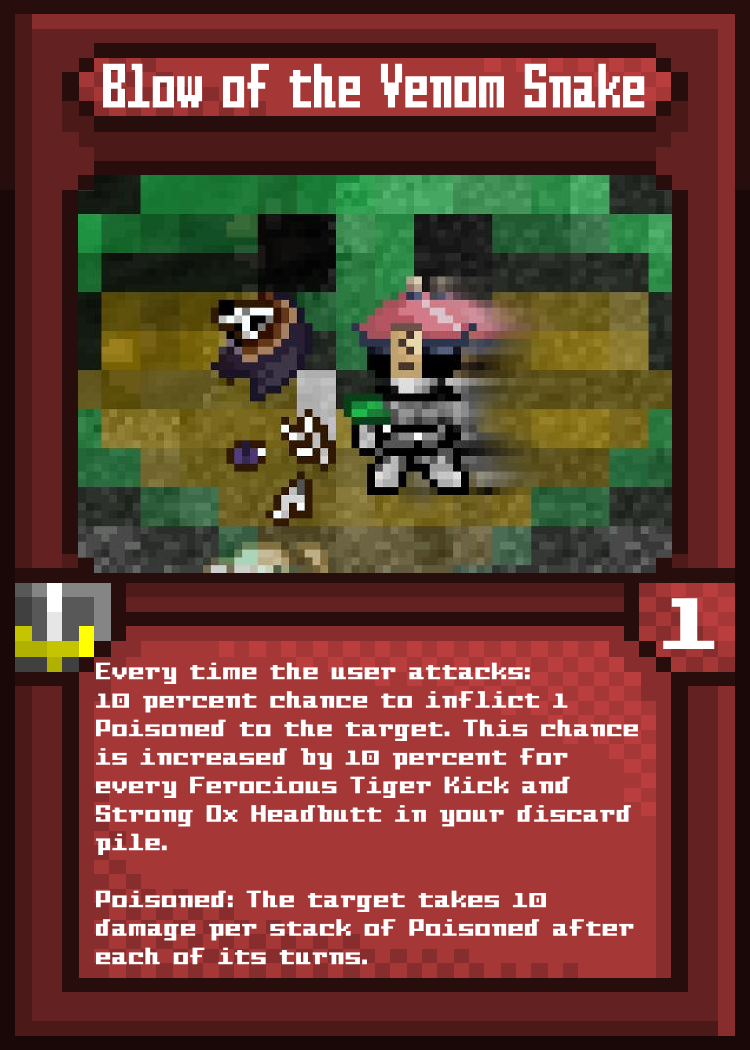 Blow of the Venom Snake
1
Every time the user attacks:
10 percent chance to inflict 1
Poisoned to the target. This chance
is increased by 10 percent for
every Ferocious Tiger Kick and
Strong Ox Headbutt in your discard
pile.
Poisoned: The target takes 10
damage per stack of Poisoned after
each of its turns.